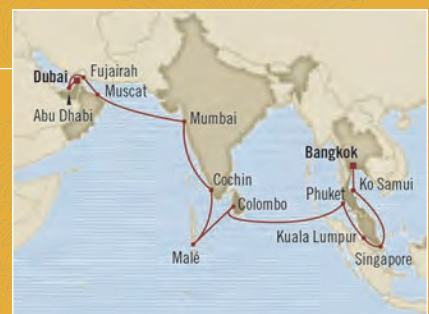 Dubai
Fujairah
Muscat
Abu Dhabi
Mumbai
Bangkok
Cochin
Colombo
Phuket
Ko Samui
Kuala Lumpur
Malé
Singapore